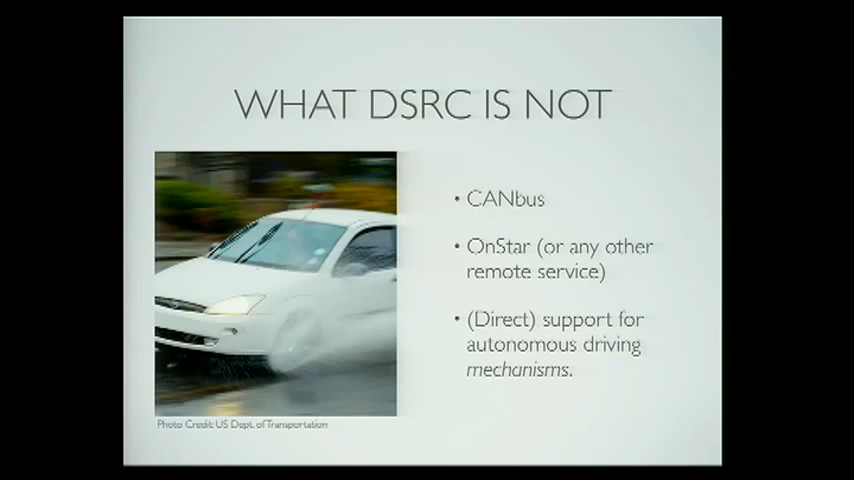 WHAT DSRC IS NOT
• CANbus
• OnStar (or any other
remote service)
• (Direct) support for
autonomous driving
mechanisms.
Photo Credit: US Dept. of Transportation